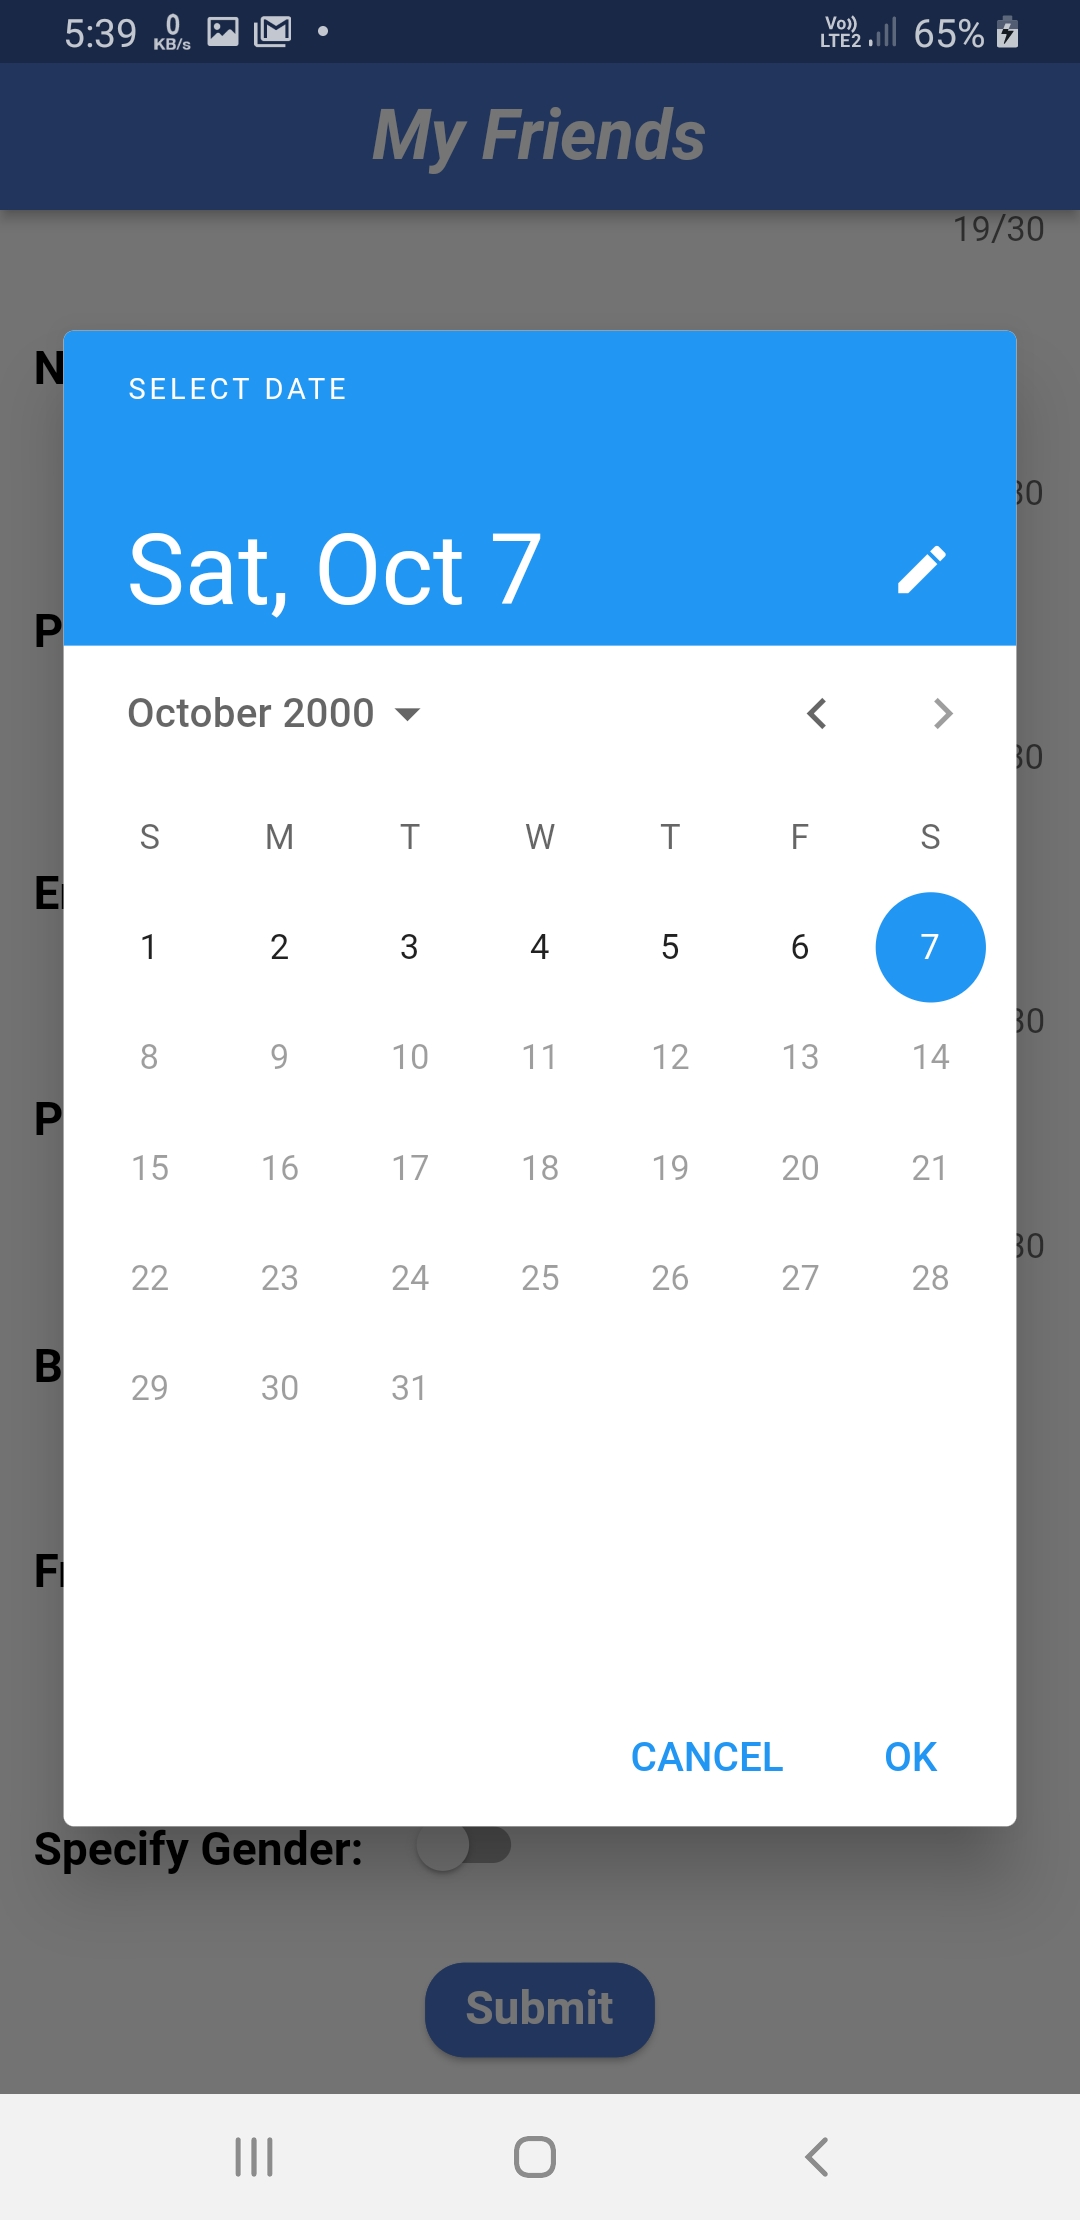 5:39 0 KB/s Vo)) LTE2 65%
My Friends
19/30
SELECT DATE
Sat, Oct 7
October 2000
S M T W T F S
1 2 3 4 5 6 7
8 9 10 11 12 13 14
15 16 17 18 19 20 21
22 23 24 25 26 27 28
29 30 31
CANCEL OK
Specify Gender:
Submit